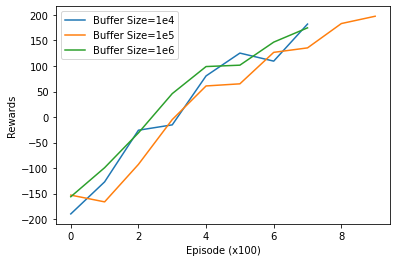 Buffer Size=1e4
Buffer Size=1e5
Buffer Size=1e6
200
150
100
50
0
−50
−100
−150
−200
Rewards
0 2 4 6 8
Episode (x100)